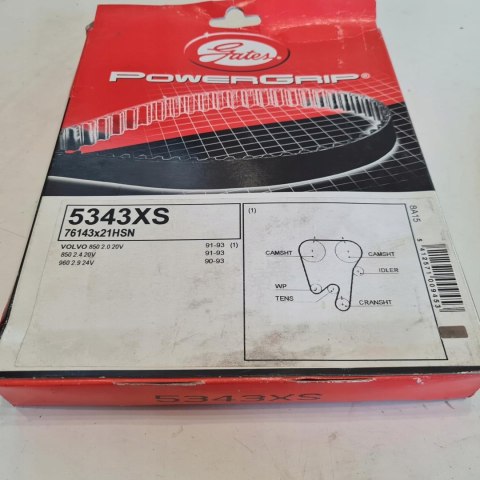 Gates
POWERGRIP®
5343XS
76143x21HSN
VOLVO 850 2.0 20V 91-93 (1)
850 2.4 20V 91-93
960 2.9 24V 90-93
(1)
CAMSHT CAMSHT
IDLER
WP
TENS
CRANSHT
8A15
5343XS